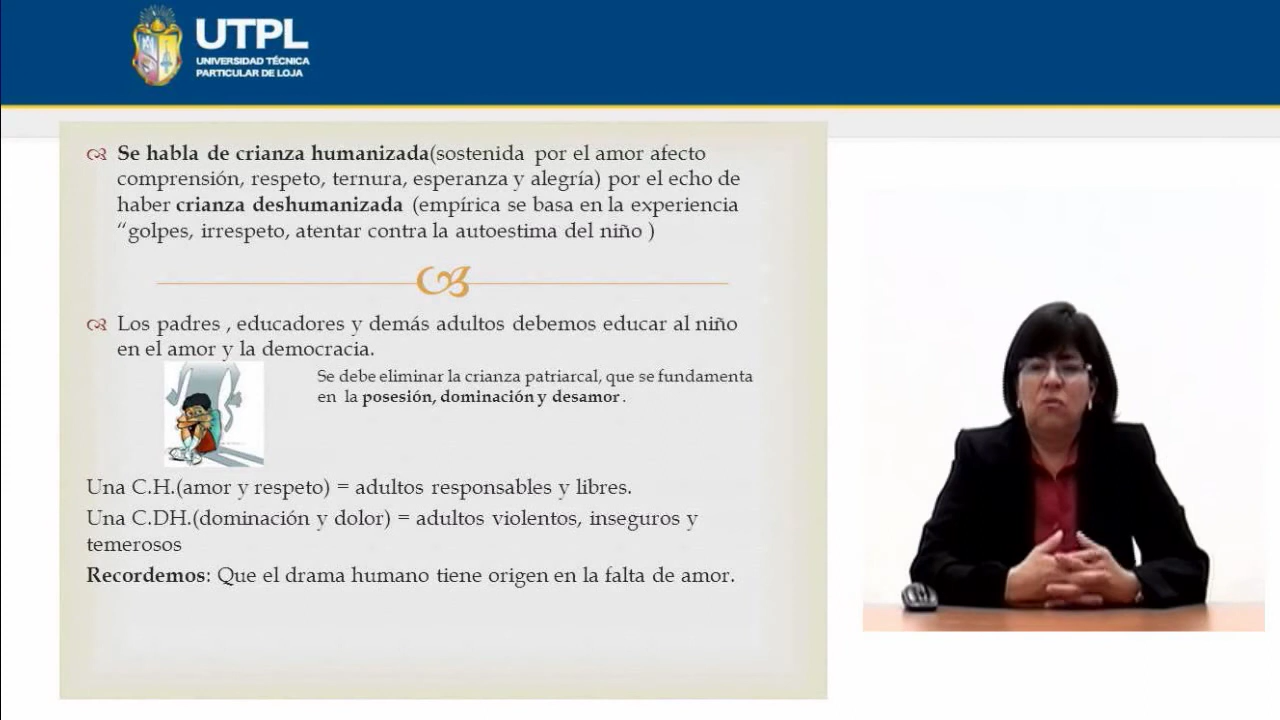 UTPL
UNIVERSIDAD TÉCNICA
PARTICULAR DE LOJA
Se habla de crianza humanizada(sostenida por el amor afecto
comprensión, respeto, ternura, esperanza y alegría) por el echo de
haber crianza deshumanizada (empírica se basa en la experiencia
“golpes, irrespeto, atentar contra la autoestima del niño )
Los padres , educadores y demás adultos debemos educar al niño
en el amor y la democracia.
Se debe eliminar la crianza patriarcal, que se fundamenta
en la posesión, dominación y desamor .
Una C.H.(amor y respeto) = adultos responsables y libres.
Una C.DH.(dominación y dolor) = adultos violentos, inseguros y
temerosos
Recordemos: Que el drama humano tiene origen en la falta de amor.